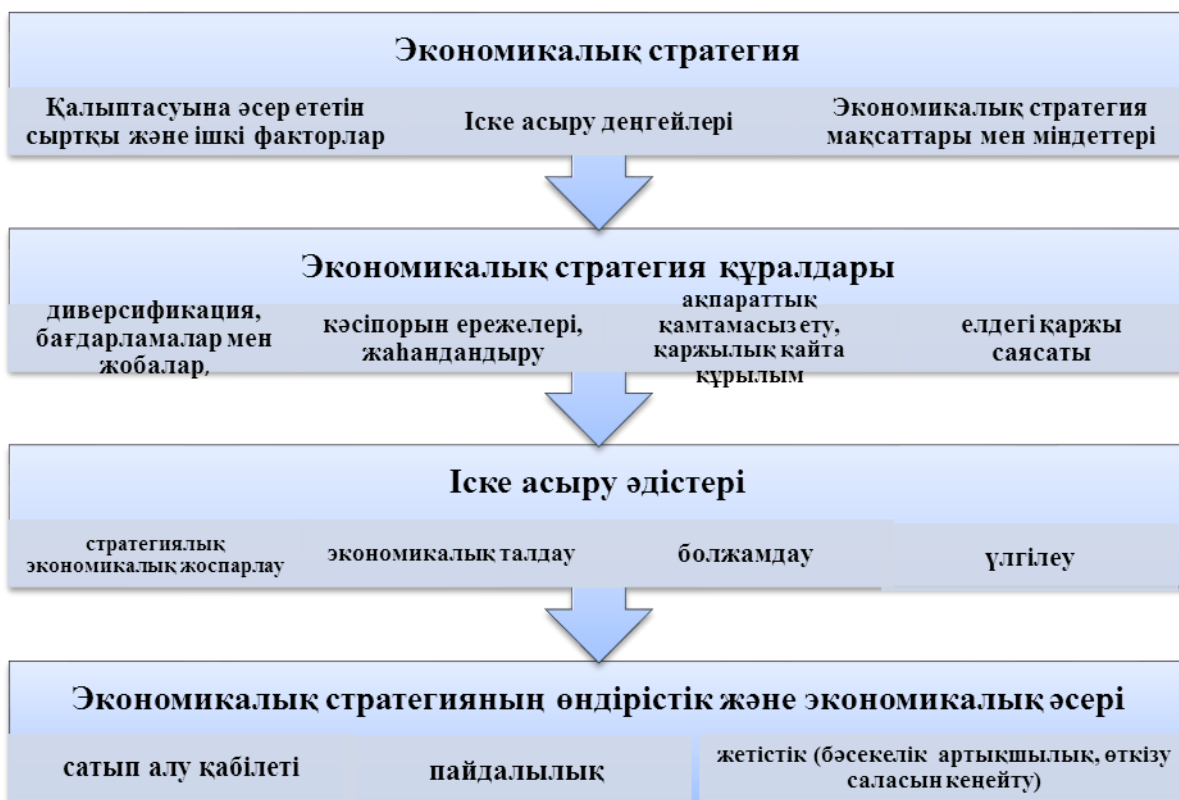 Экономикалық стратегия
Қалыптасуына әсер ететін
сыртқы және ішкі факторлар
Іске асыру деңгейлері
Экономикалық стратегия
мақсаттары мен міндеттері
Экономикалық стратегия құралдары
диверсификация,
бағдарламалар мен
жобалар,
кәсіпорын ережелері,
жаһандандыру
ақпараттық
қамтамасыз ету,
қаржылық қайта
құрылым
елдегі қаржы
саясаты
Іске асыру әдістері
стратегиялық
экономикалық жоспарлау
экономикалық талдау
болжамдау
үлгілеу
Экономикалық стратегияның өндірістік және экономикалық әсері
сатып алу қабілеті
пайдалылық
жетістік (бәсекелік артықшылық, өткізу
саласын кеңейту)